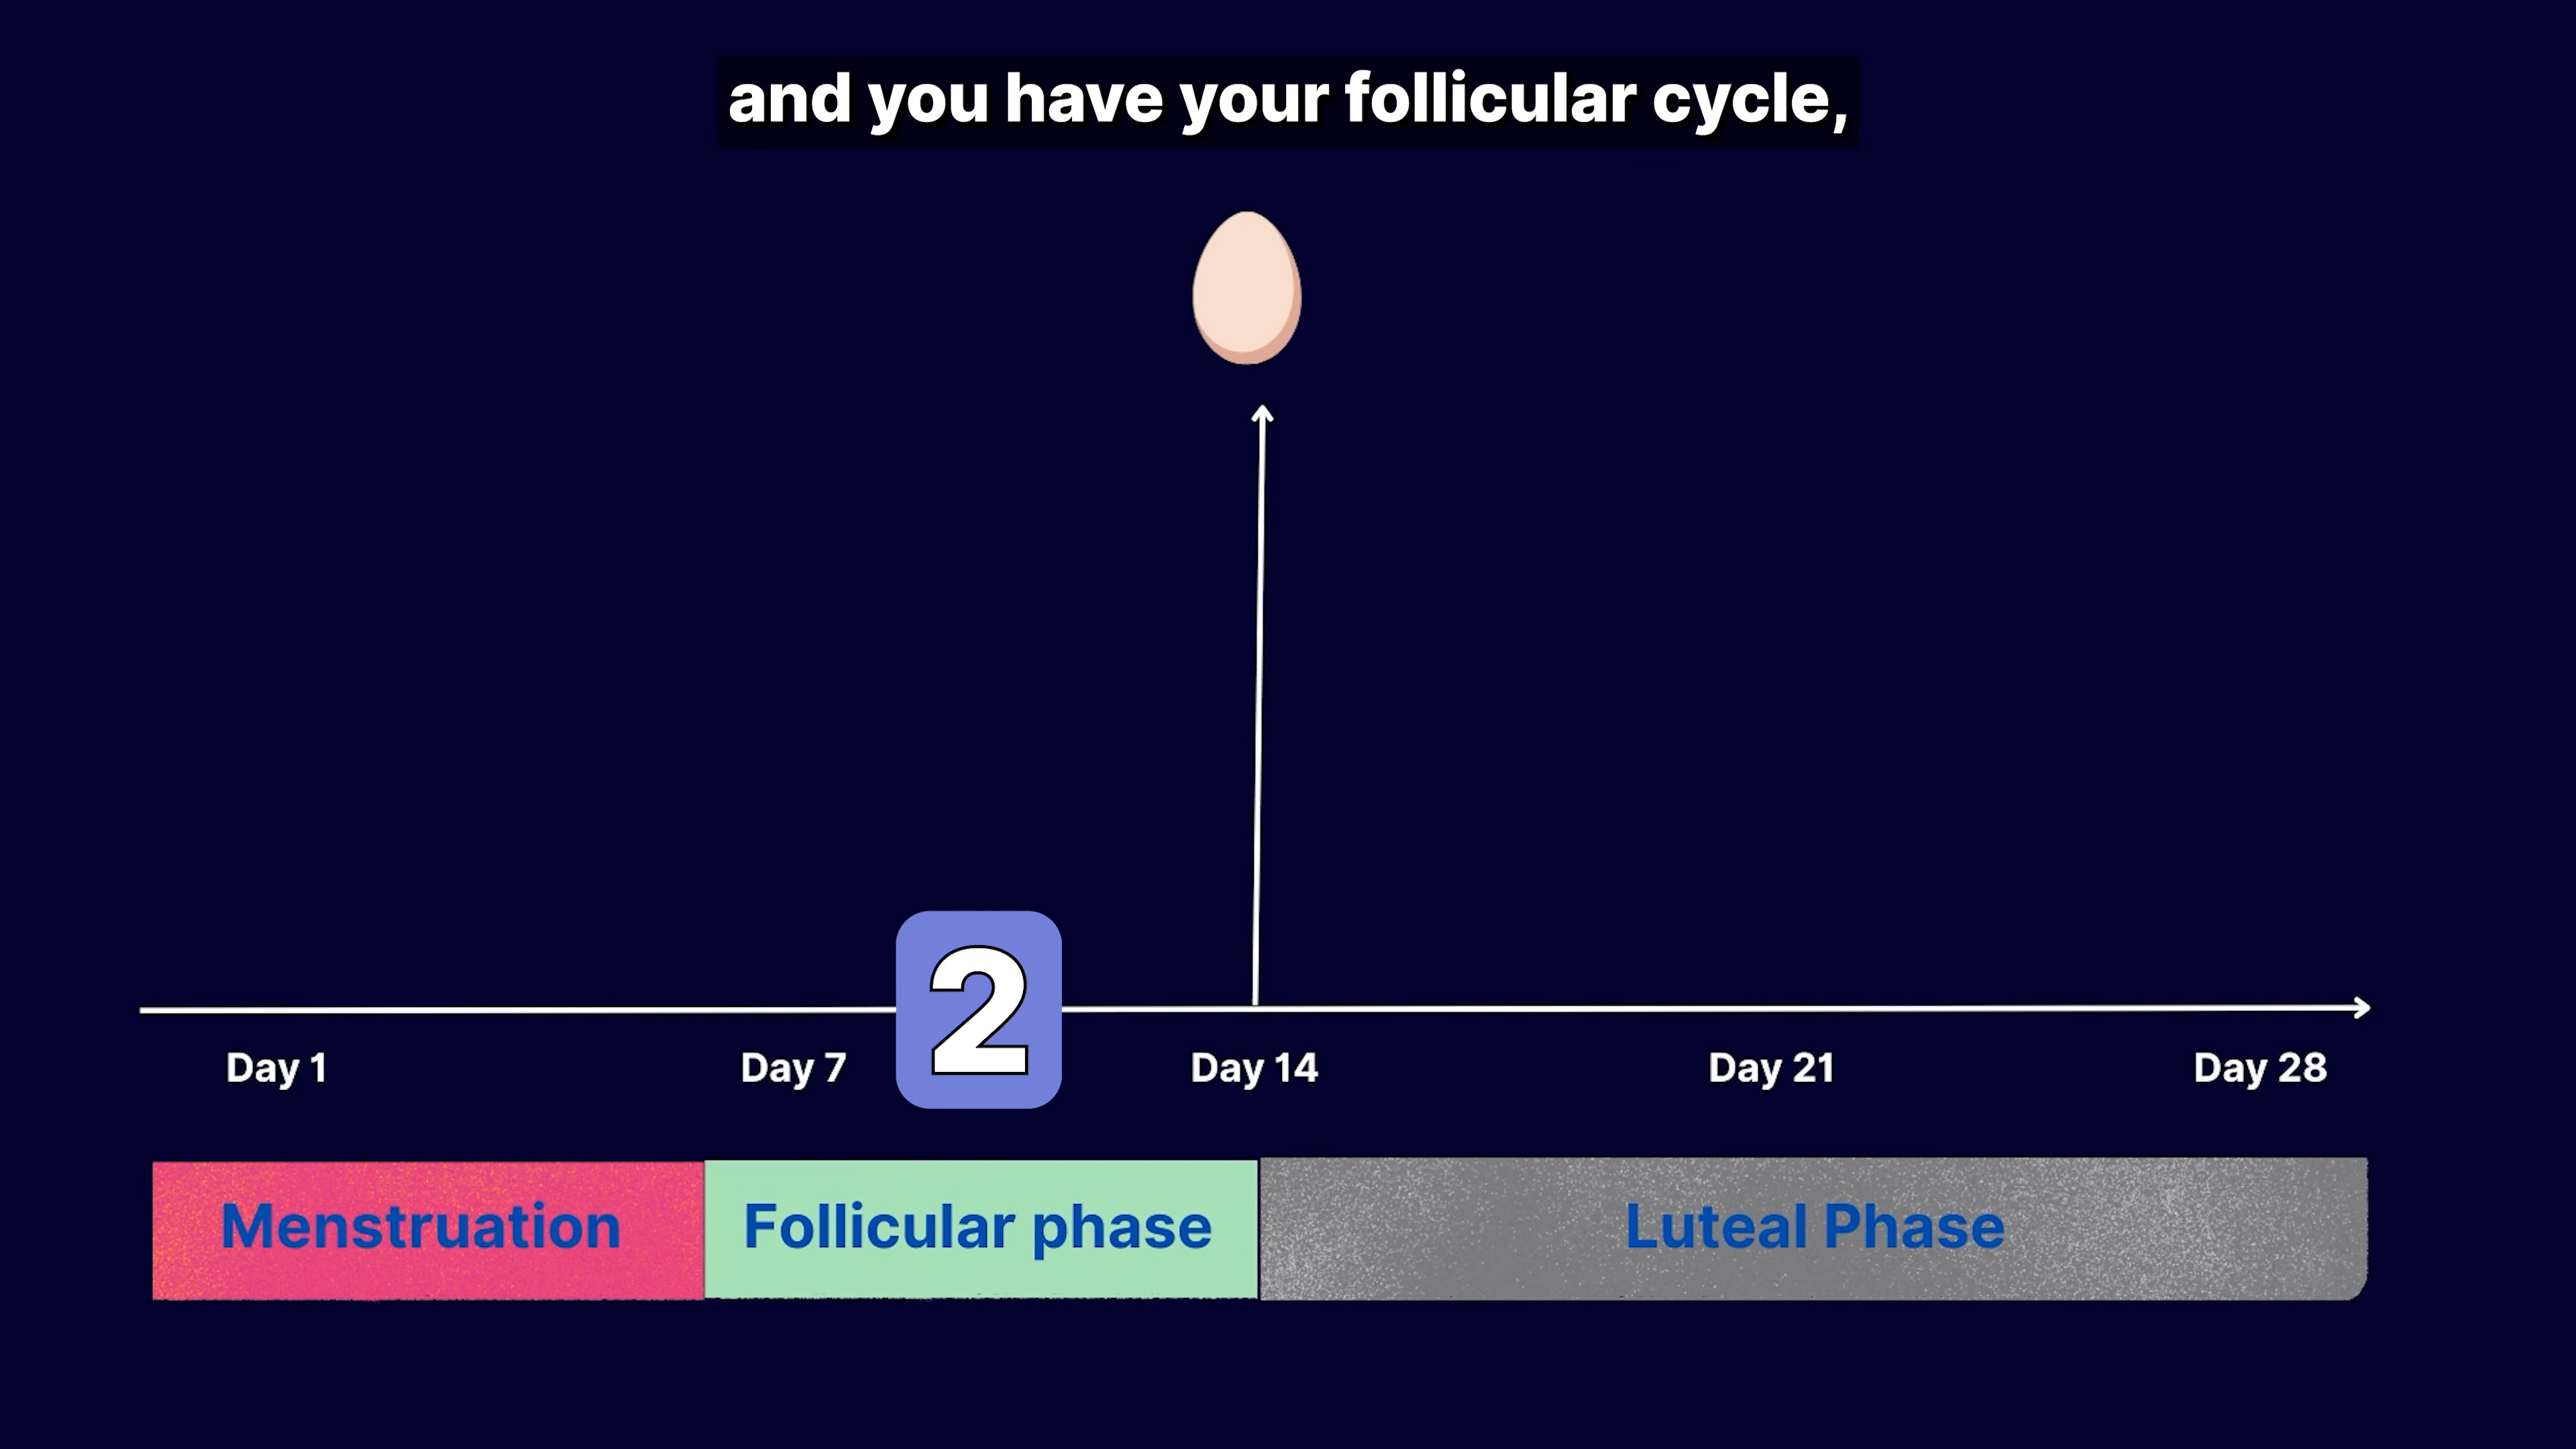 and you have your follicular cycle,
2
Day 1 Day 7 Day 14 Day 21 Day 28
Menstruation Follicular phase Luteal Phase